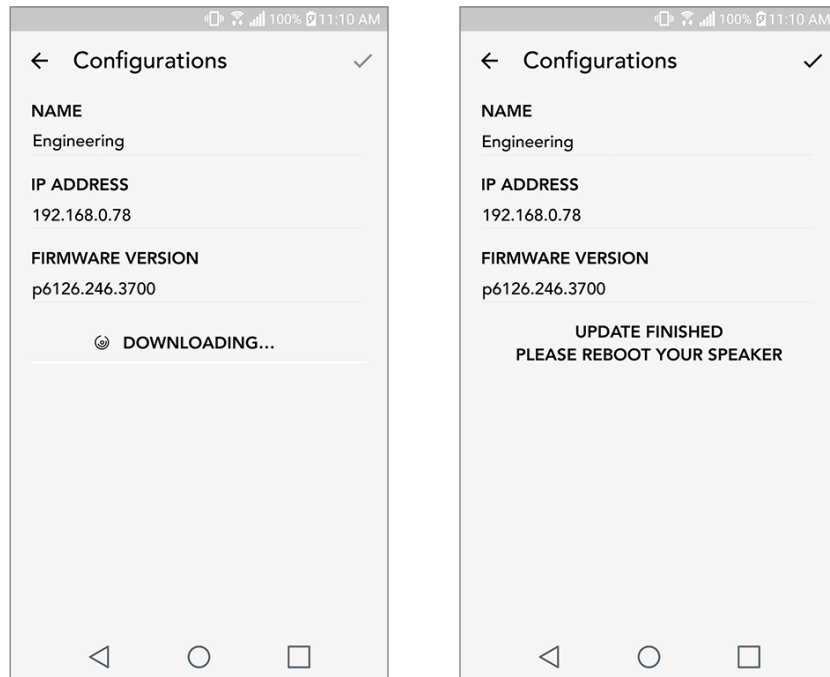 100% 11:10 AM
Configurations
NAME
Engineering
IP ADDRESS
192.168.0.78
FIRMWARE VERSION
p6126.246.3700
DOWNLOADING...
100% 11:10 AM
Configurations
NAME
Engineering
IP ADDRESS
192.168.0.78
FIRMWARE VERSION
p6126.246.3700
UPDATE FINISHED
PLEASE REBOOT YOUR SPEAKER